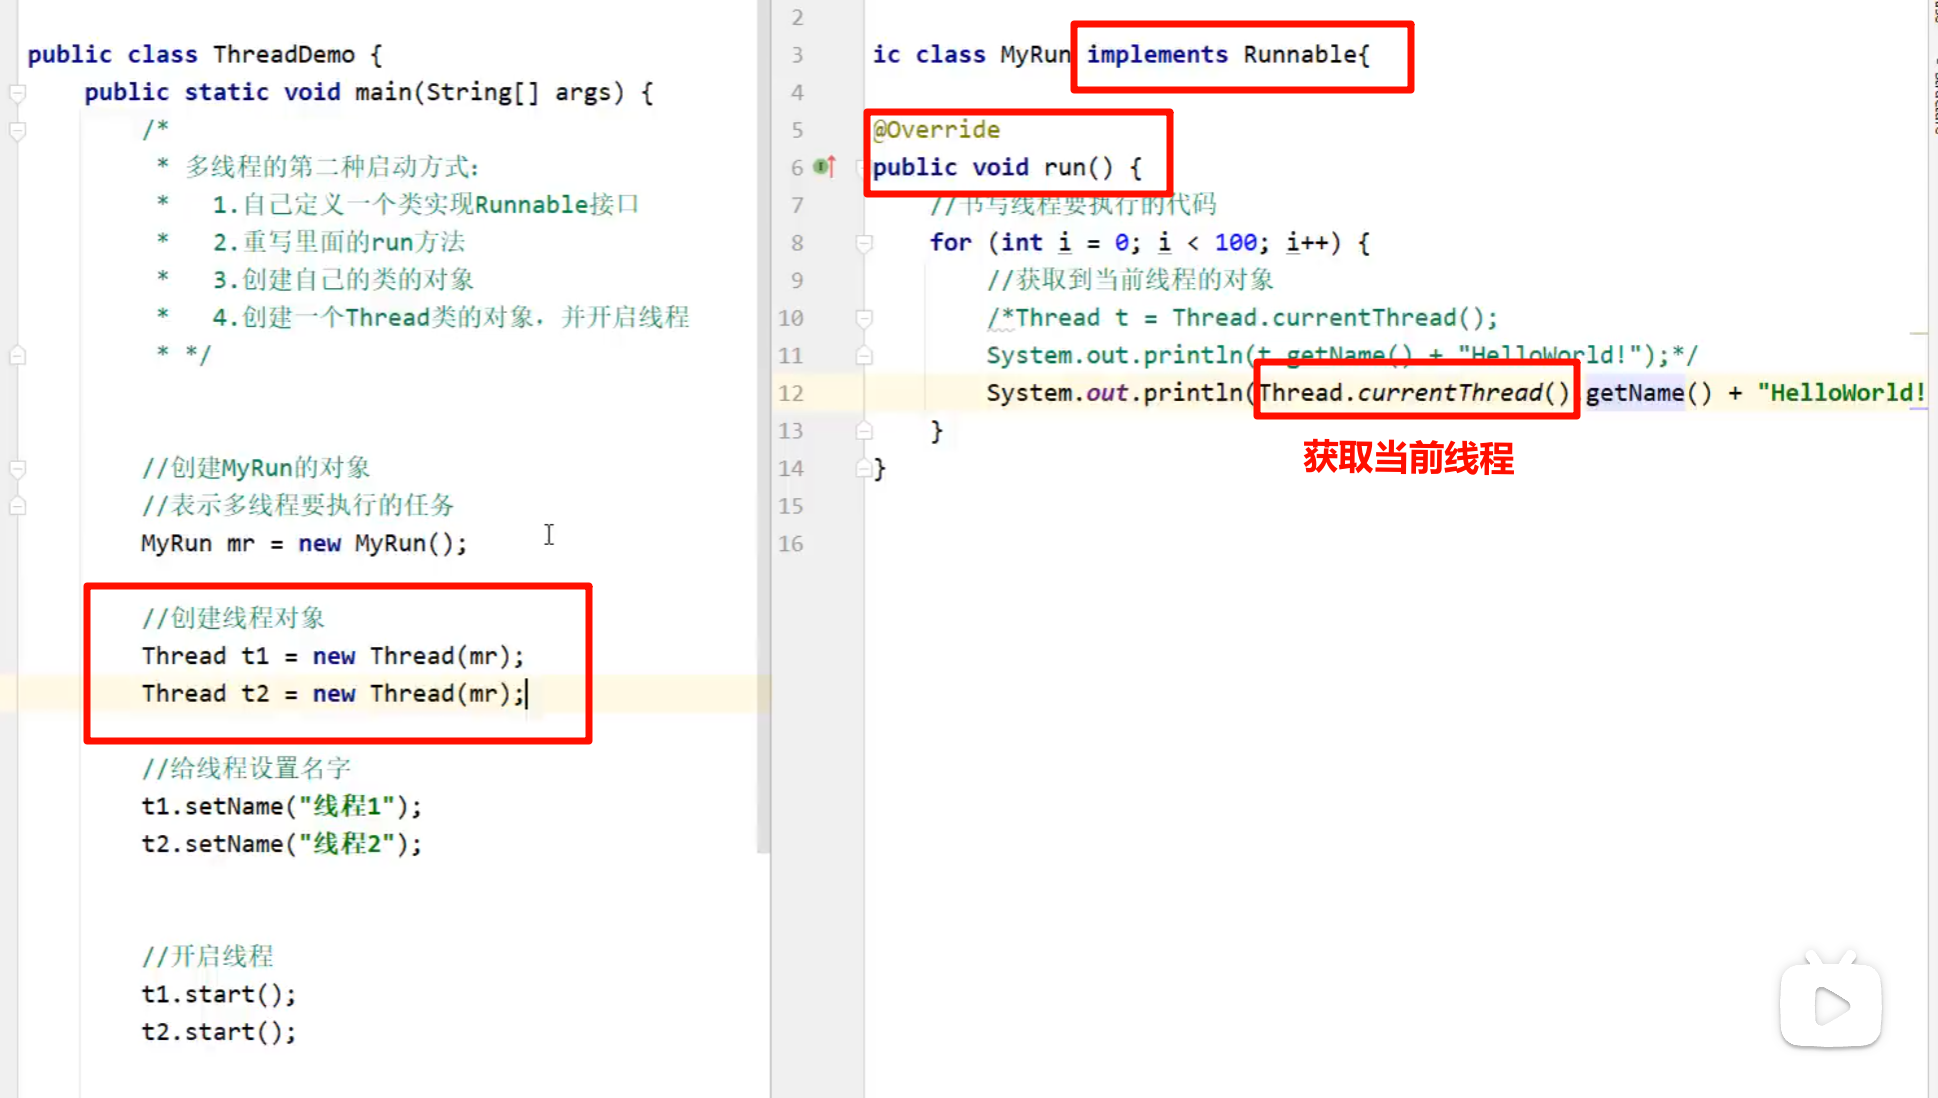 public class ThreadDemo {
public static void main(String[] args) {
/*
* 多线程的第二种启动方式:
* 1.自己定义一个类实现Runnable接口
* 2.重写里面的run方法
* 3.创建自己的类的对象
* 4.创建一个Thread类的对象，并开启线程
* */
//创建MyRun的对象
//表示多线程要执行的任务
MyRun mr = new MyRun();
//创建线程对象
Thread t1 = new Thread(mr);
Thread t2 = new Thread(mr);
//给线程设置名字
t1.setName("线程1");
t2.setName("线程2");
//开启线程
t1.start();
t2.start();
2
3 ic class MyRun implements Runnable{
4
5 @Override
6 public void run() {
7 //书写线程要执行的代码
8 for (int i = 0; i < 100; i++) {
9 //获取到当前线程的对象
10 /*Thread t = Thread.currentThread();
11 System.out.println(t.getName() + "HelloWorld!");*/
12 System.out.println(Thread.currentThread().getName() + "HelloWorld!
13 }
获取当前线程
14 }
15
16